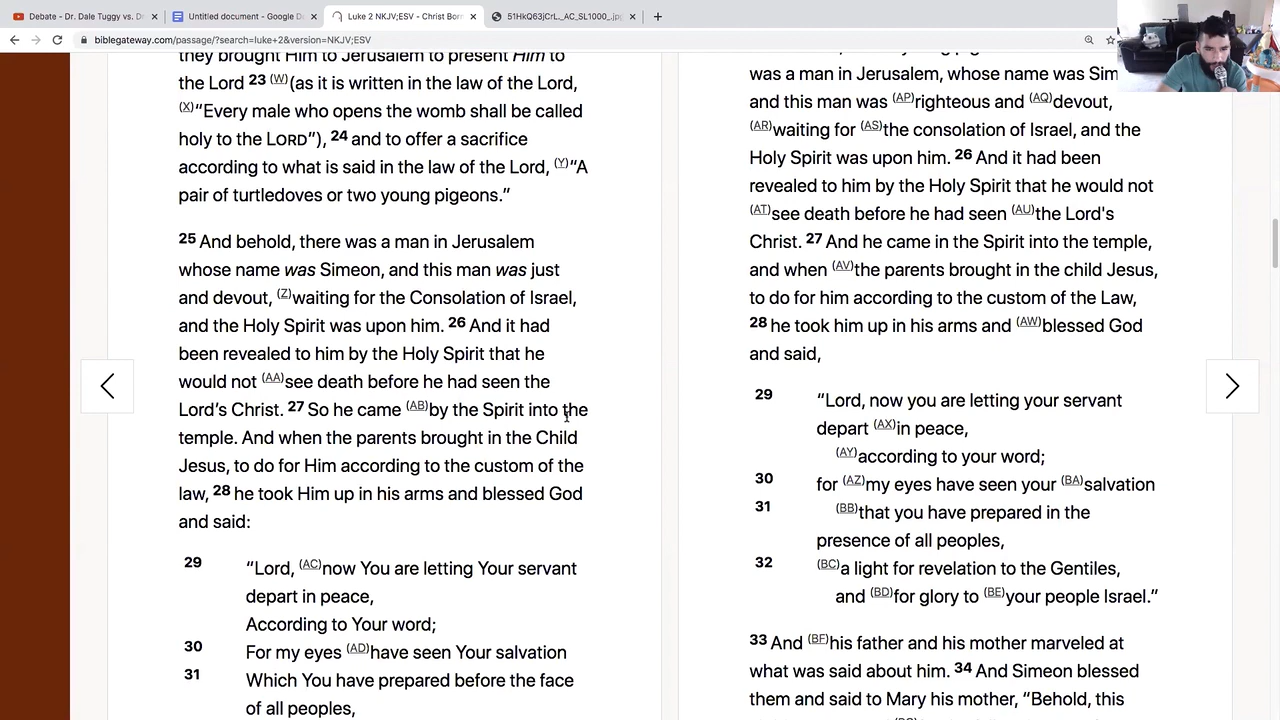 Debate - Dr. Dale Tuggy vs. Dr. × Untitled document - Google Do × Luke 2 NKJV;ESV - Christ Born × 51HkQ63jCrL._AC_SL1000_.jpg × +
biblegateway.com/passage/?search=luke+2&version=NKJV;ESV
they brought Him to Jerusalem to present Him to
the Lord 23 (W)(as it is written in the law of the Lord,
(X)“Every male who opens the womb shall be called
holy to the LORD”), 24 and to offer a sacrifice
according to what is said in the law of the Lord, (Y)“A
pair of turtledoves or two young pigeons.”
25 And behold, there was a man in Jerusalem
whose name was Simeon, and this man was just
and devout, (Z)waiting for the Consolation of Israel,
and the Holy Spirit was upon him. 26 And it had
been revealed to him by the Holy Spirit that he
would not (AA)see death before he had seen the
Lord’s Christ. 27 So he came (AB)by the Spirit into the
temple. And when the parents brought in the Child
Jesus, to do for Him according to the custom of the
law, 28 he took Him up in his arms and blessed God
and said:
29 “Lord, (AC)now You are letting Your servant
depart in peace,
According to Your word;
30 For my eyes (AD)have seen Your salvation
31 Which You have prepared before the face
of all peoples,
was a man in Jerusalem, whose name was Sim
and this man was (AP)righteous and (AQ)devout,
(AR)waiting for (AS)the consolation of Israel, and the
Holy Spirit was upon him. 26 And it had been
revealed to him by the Holy Spirit that he would not
(AT)see death before he had seen (AU)the Lord's
Christ. 27 And he came in the Spirit into the temple,
and when (AV)the parents brought in the child Jesus,
to do for him according to the custom of the Law,
28 he took him up in his arms and (AW)blessed God
and said,
29 “Lord, now you are letting your servant
depart (AX)in peace,
(AY)according to your word;
30 for (AZ)my eyes have seen your (BA)salvation
31 (BB)that you have prepared in the
presence of all peoples,
32 (BC)a light for revelation to the Gentiles,
and (BD)for glory to (BE)your people Israel.”
33 And (BF)his father and his mother marveled at
what was said about him. 34 And Simeon blessed
them and said to Mary his mother, “Behold, this